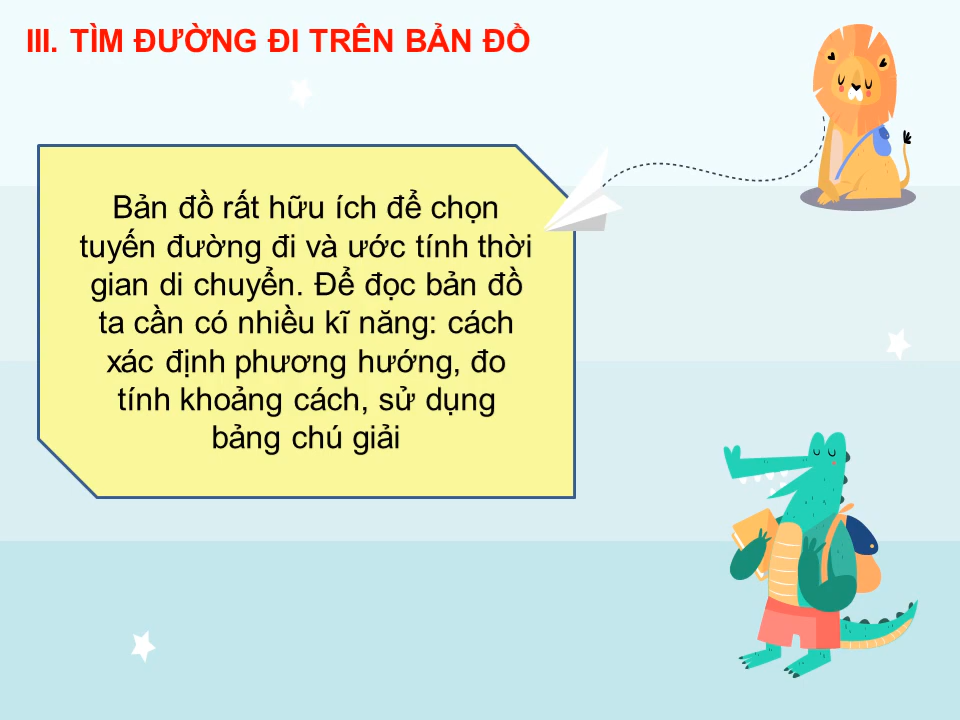 III. TÌM ĐƯỜNG ĐI TRÊN BẢN ĐỒ
Bản đồ rất hữu ích để chọn
tuyến đường đi và ước tính thời
gian di chuyển. Để đọc bản đồ
ta cần có nhiều kĩ năng: cách
xác định phương hướng, đo
tính khoảng cách, sử dụng
bảng chú giải